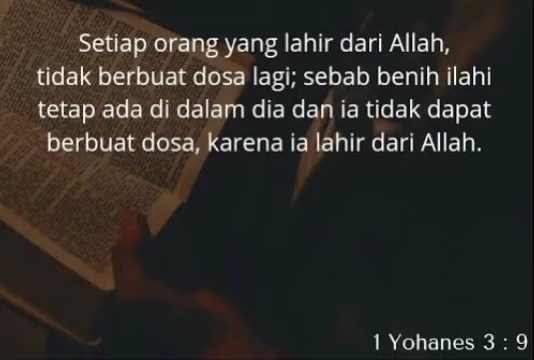 Setiap orang yang lahir dari Allah,
tidak berbuat dosa lagi; sebab benih ilahi
tetap ada di dalam dia dan ia tidak dapat
berbuat dosa, karena ia lahir dari Allah.
1 Yohanes 3 : 9